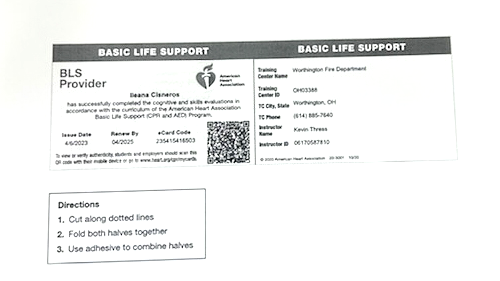 BASIC LIFE SUPPORT
BLS
Provider
American
Heart
Association
Ileana Cisneros
has successfully completed the cognitive and skills evaluations in
accordance with the curriculum of the American Heart Association
Basic Life Support (CPR and AED) Program.
Issue Date Renew By eCard Code
4/6/2023 04/2025 235415416503
To view or verify authenticity, students and employers should scan this
QR code with their mobile device or go to www.heart.org/cpr/mycards.
BASIC LIFE SUPPORT
Training
Center Name Worthington Fire Department
Training
Center ID OH03388
TC City, State Worthington, OH
TC Phone (614) 885-7640
Instructor
Name Kevin Thress
Instructor ID 06170587810
© 2020 American Heart Association 20-3001 10/20
Directions
1. Cut along dotted lines
2. Fold both halves together
3. Use adhesive to combine halves